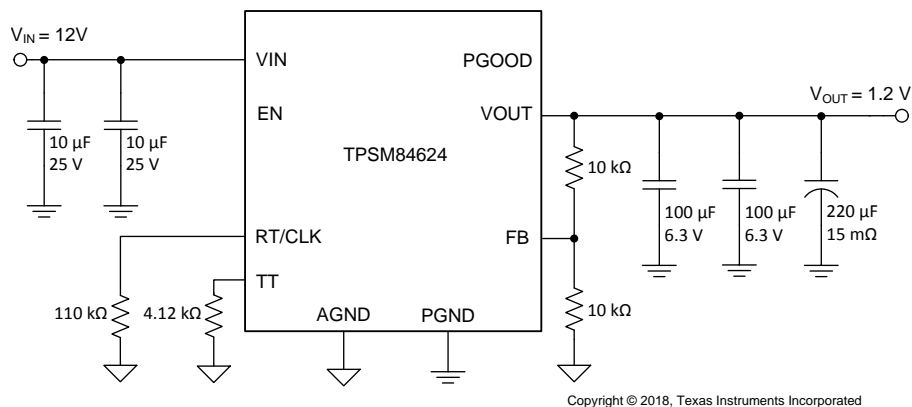 VIN = 12V
VIN
PGOOD
VOUT = 1.2 V
EN
VOUT
10 µF
25 V
10 µF
25 V
TPSM84624
10 kΩ
100 µF
6.3 V
100 µF
6.3 V
220 µF
15 mΩ
RT/CLK
FB
TT
110 kΩ
4.12 kΩ
AGND
PGND
10 kΩ
Copyright © 2018, Texas Instruments Incorporated